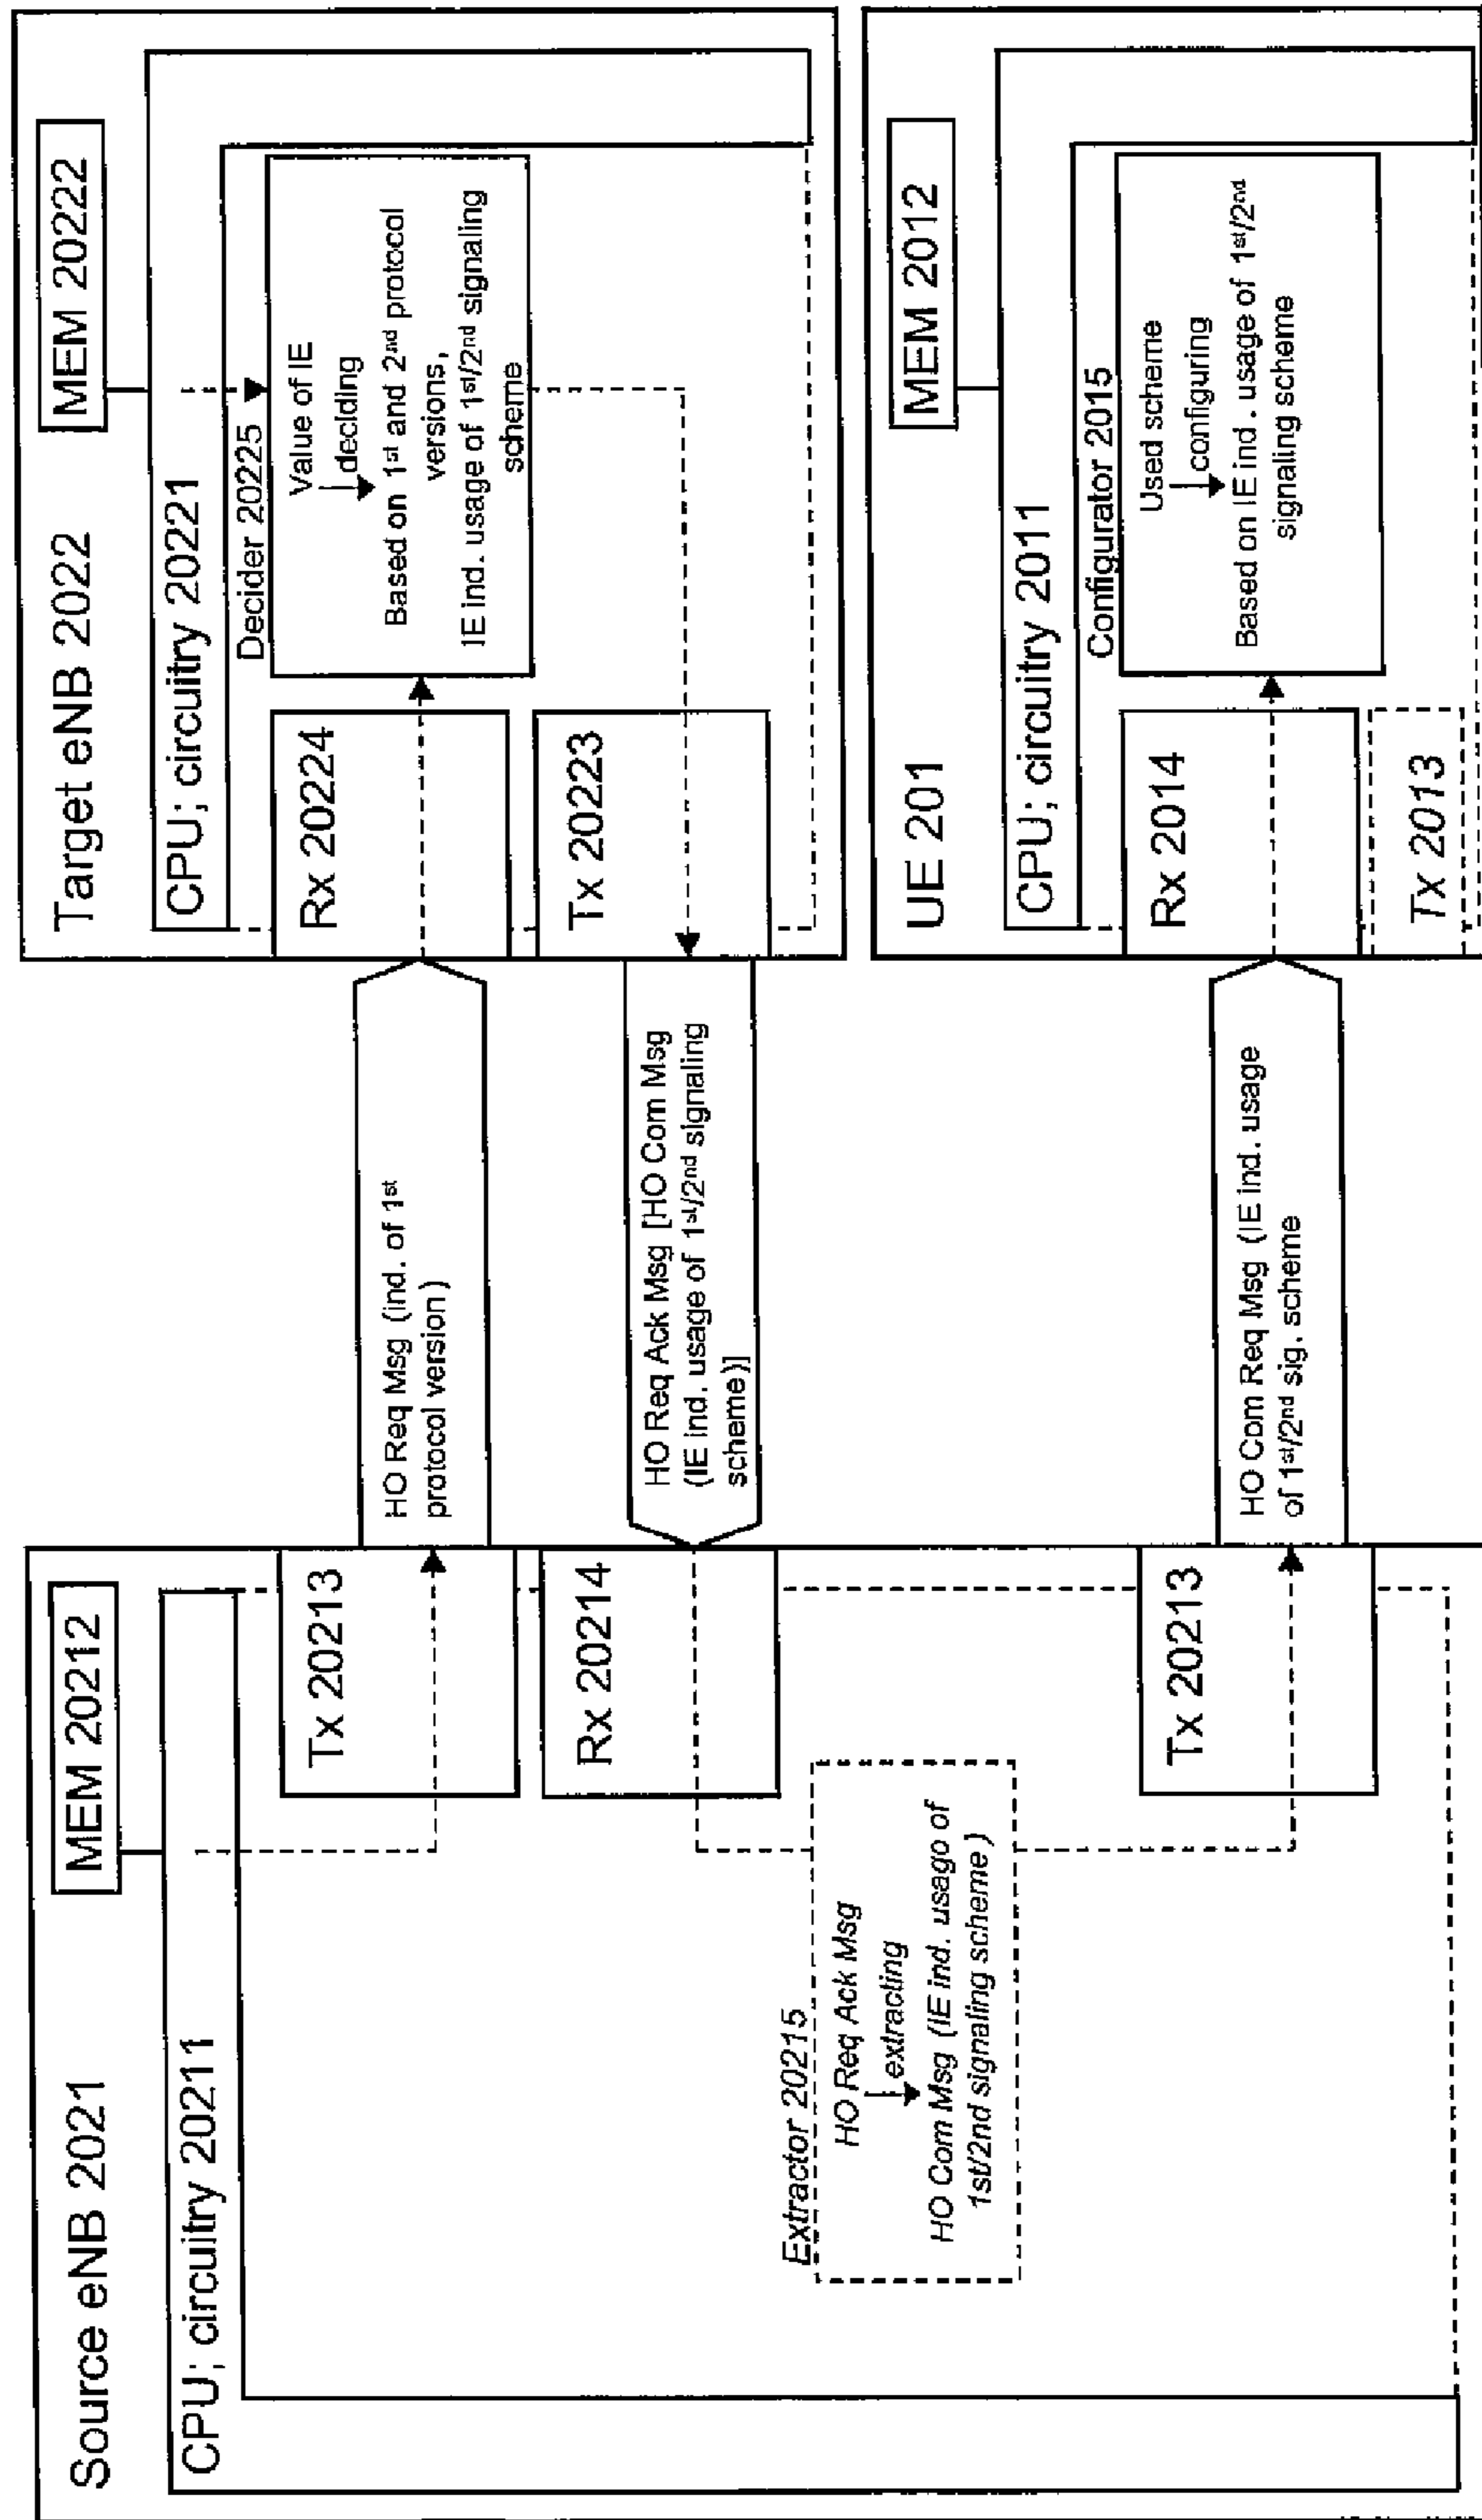 Source eNB 2021
MEM 20212
CPU; circuitry 20211
Tx 20213
Rx 20214
Extractor 20215
HO Req Ack Msg
extracting
HO Com Msg (IE ind. usago of
1st/2nd signaling scheme)
Tx 20213
HO Req Msg (ind. of 1st
protocol version)
HO Req Ack Msg [HO Com Msg
(IE ind. usage of 1st/2nd signaling
scheme)]
HO Com Req Msg (IE ind. usage
of 1st/2nd sig. scheme
Target eNB 2022
MEM 20222
CPU; circuitry 20221
Decider 20225
Rx 20224
Value of IE
deciding
Based on 1st and 2nd protocol
versions,
IE ind. usage of 1st/2nd signaling
scheme
Tx 20223
UE 201
MEM 2012
CPU; circuitry 2011
Configurator 2015
Rx 2014
Used scheme
configuring
Based on IE ind. usage of 1st/2nd
signaling scheme
Tx 2013